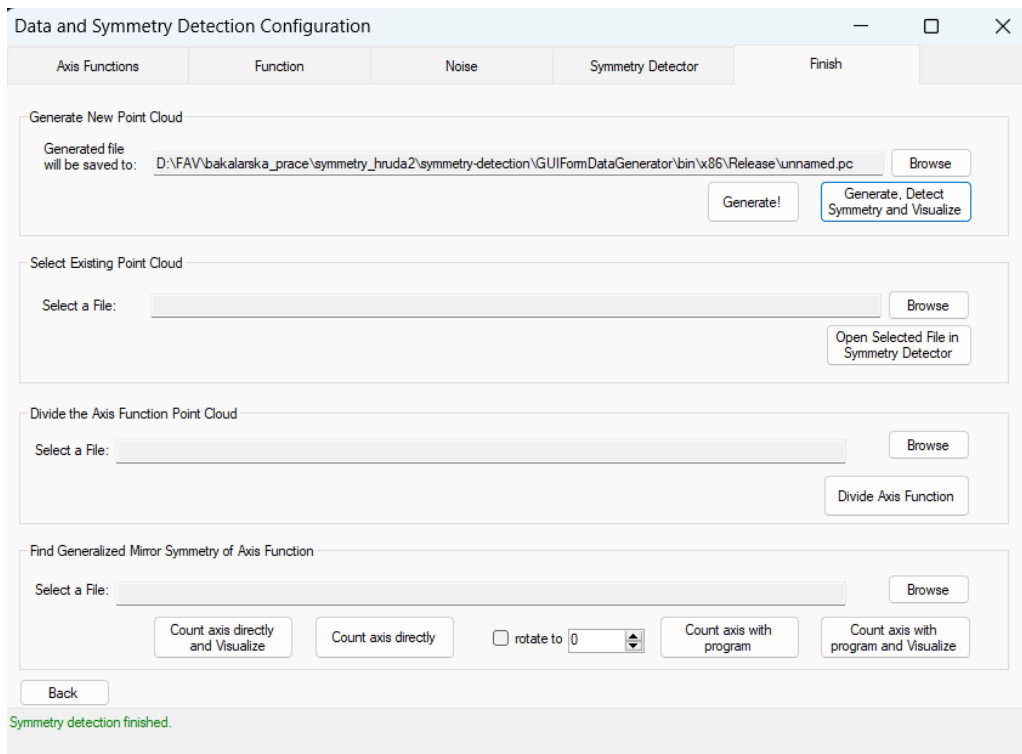 Data and Symmetry Detection Configuration
Axis Functions
Function
Noise
Symmetry Detector
Finish
Generate New Point Cloud
Generated file
will be saved to:
D:\FAV\bakalarska_prace\symmetry_hruda2\symmetry-detection\GUIFormDataGenerator\bin\x86\Release\unnamed.pc
Browse
Generate!
Generate, Detect
Symmetry and Visualize
Select Existing Point Cloud
Select a File:
Browse
Open Selected File in
Symmetry Detector
Divide the Axis Function Point Cloud
Select a File:
Browse
Divide Axis Function
Find Generalized Mirror Symmetry of Axis Function
Select a File:
Browse
Count axis directly
and Visualize
Count axis directly
rotate to
0
Count axis with
program
Count axis with
program and Visualize
Back
Symmetry detection finished.